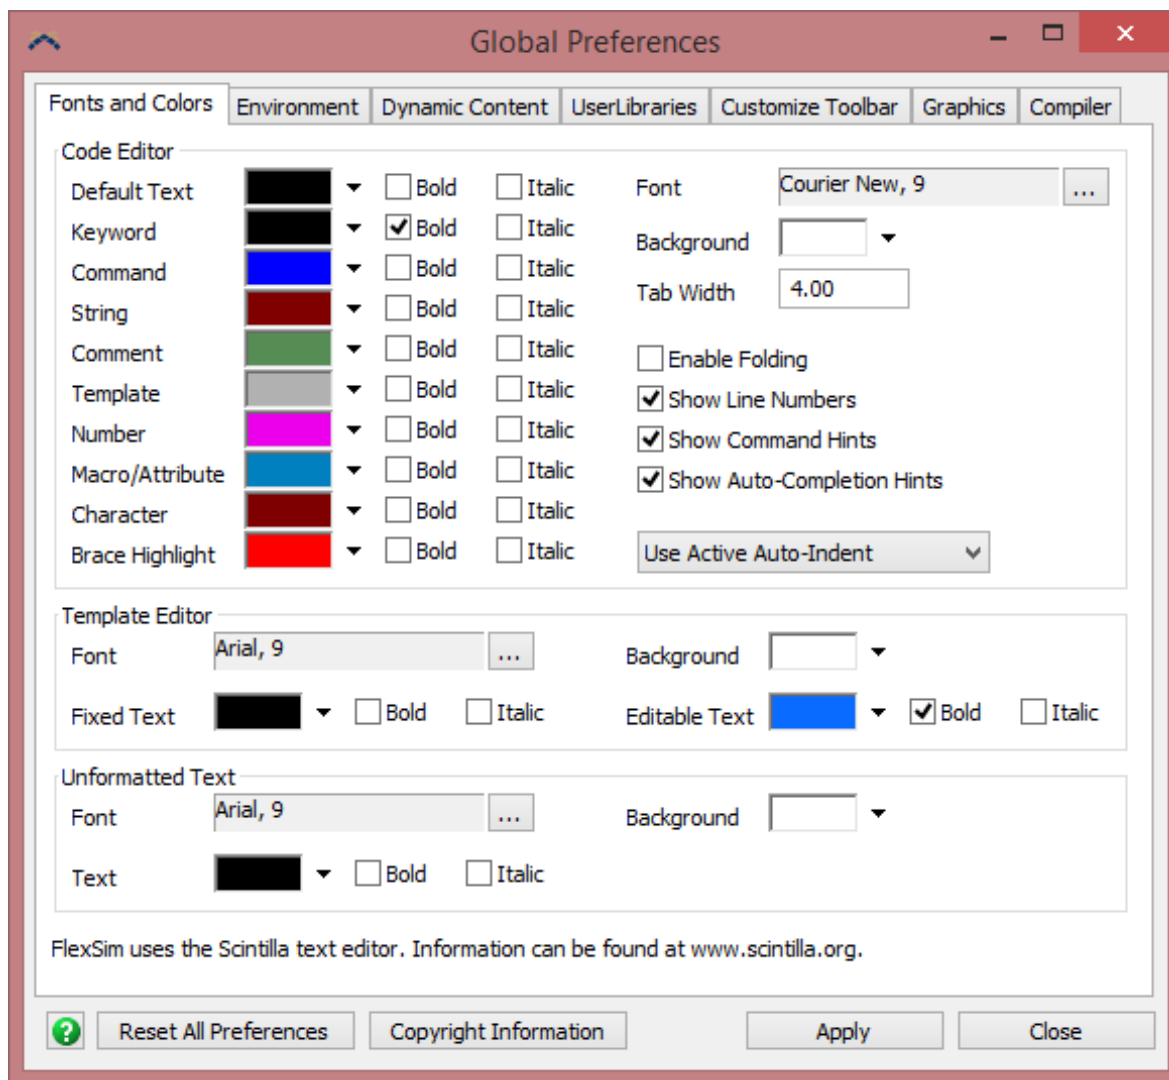 Global Preferences
Fonts and Colors Environment Dynamic Content UserLibraries Customize Toolbar Graphics Compiler
Code Editor
Default Text Bold Italic Font Courier New, 9 ...
Keyword Bold Italic Background
Command Bold Italic Tab Width 4.00
String Bold Italic
Comment Bold Italic Enable Folding
Template Bold Italic Show Line Numbers
Number Bold Italic Show Command Hints
Macro/Attribute Bold Italic Show Auto-Completion Hints
Character Bold Italic
Brace Highlight Bold Italic Use Active Auto-Indent
Template Editor
Font Arial, 9 ... Background
Fixed Text Bold Italic Editable Text Bold Italic
Unformatted Text
Font Arial, 9 ... Background
Text Bold Italic
FlexSim uses the Scintilla text editor. Information can be found at www.scintilla.org.
? Reset All Preferences Copyright Information Apply Close